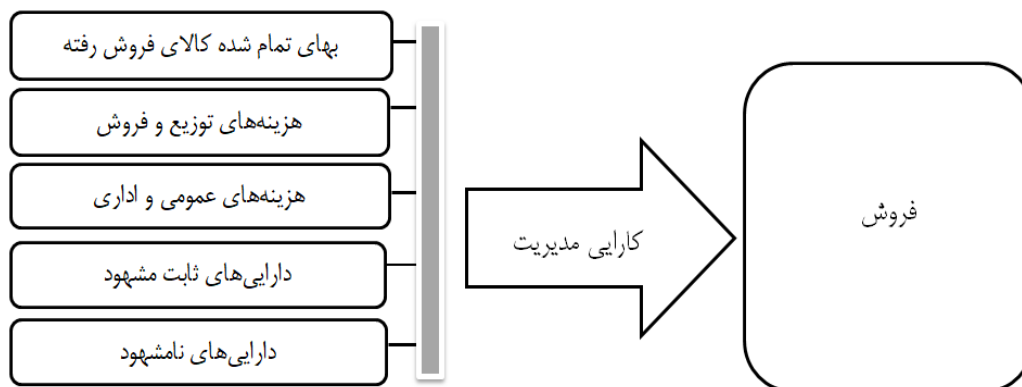 بهای تمام شده کالای فروش رفته
هزینه‌های توزیع و فروش
هزینه‌های عمومی و اداری
دارایی‌های ثابت مشهود
دارایی‌های نامشهود
کارایی مدیریت
فروش